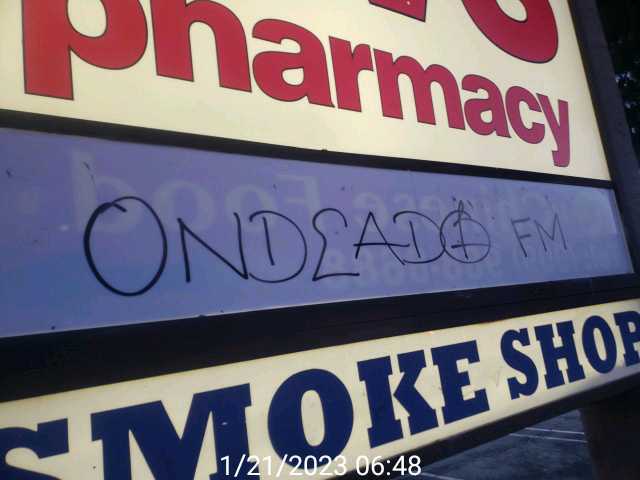 pharmacy
ONDEADO FM
SMOKE SHOP
1/21/2023 06:48